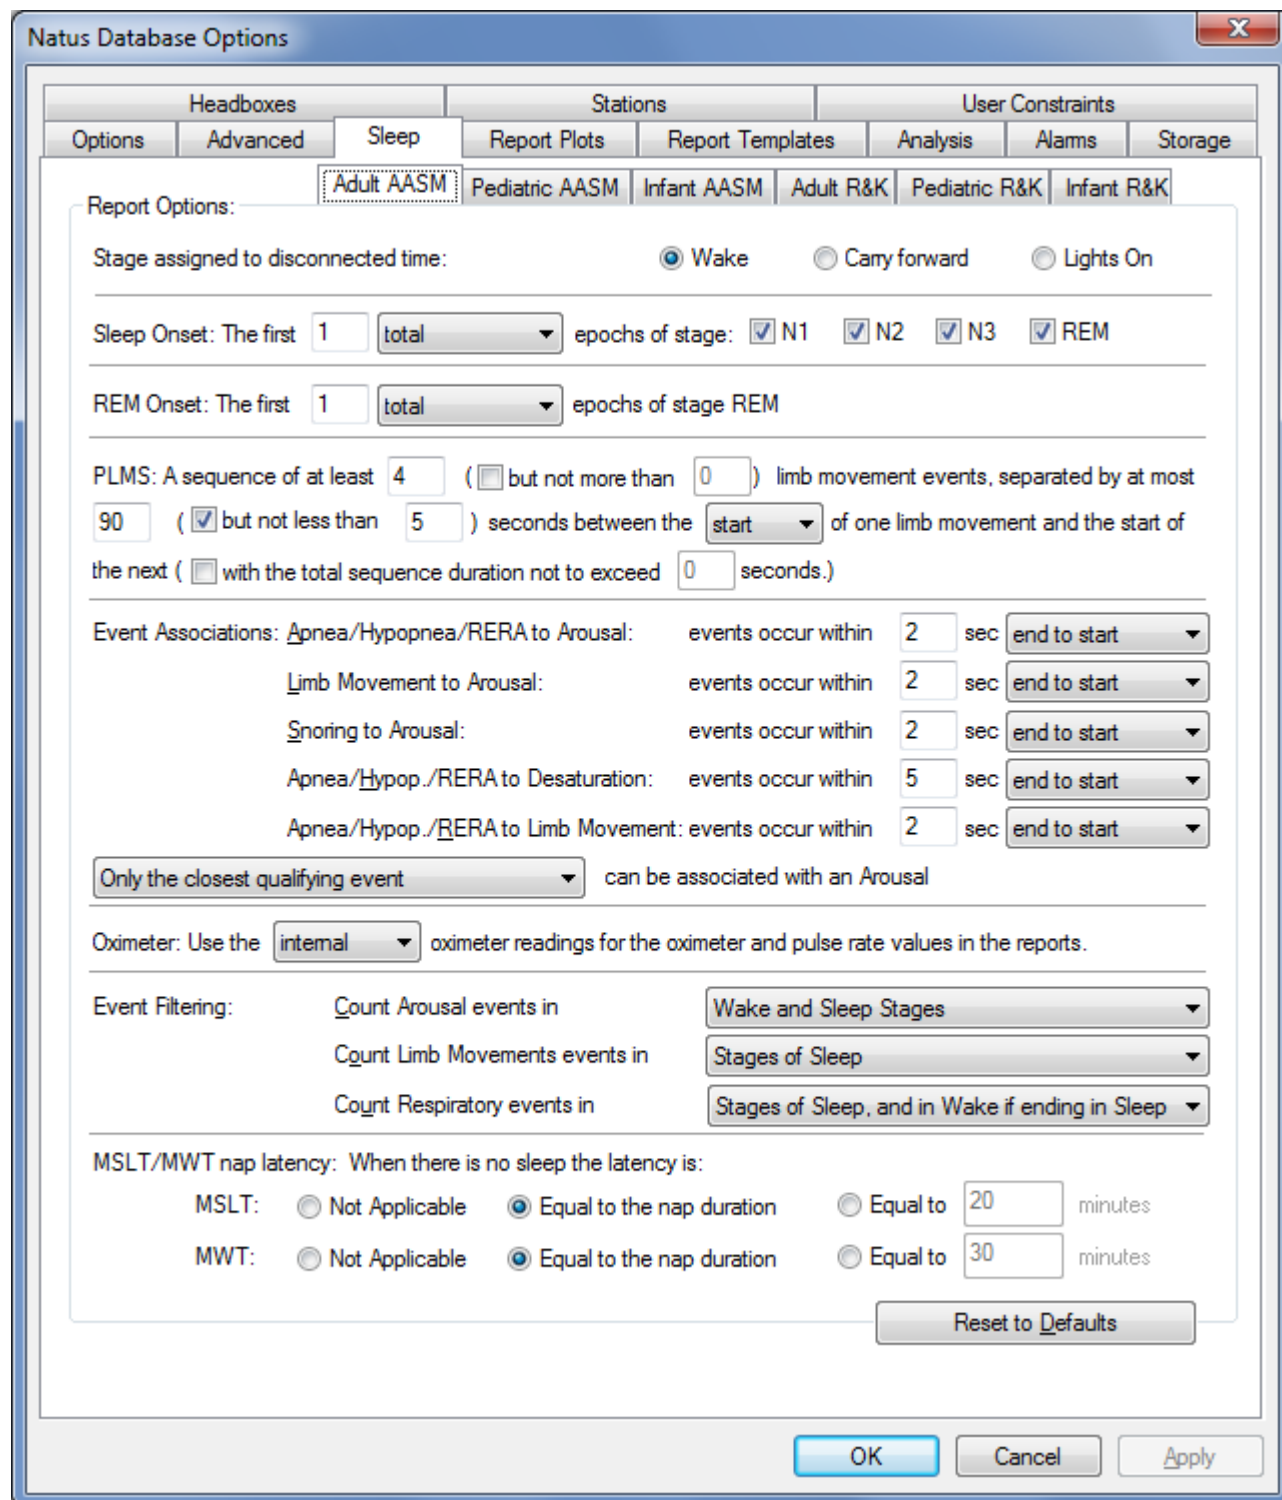 Natus Database Options
Headboxes Stations User Constraints
Options Advanced Sleep Report Plots Report Templates Analysis Alarms Storage
Adult AASM Pediatric AASM Infant AASM Adult R&K Pediatric R&K Infant R&K
Report Options:
Stage assigned to disconnected time: Wake Carry forward Lights On
Sleep Onset: The first 1 total epochs of stage: N1 N2 N3 REM
REM Onset: The first 1 total epochs of stage REM
PLMS: A sequence of at least 4 ( but not more than 0 ) limb movement events, separated by at most
90 ( but not less than 5 ) seconds between the start of one limb movement and the start of
the next ( with the total sequence duration not to exceed 0 seconds.)
Event Associations: Apnea/Hypopnea/RERA to Arousal: events occur within 2 sec end to start
Limb Movement to Arousal: events occur within 2 sec end to start
Snoring to Arousal: events occur within 2 sec end to start
Apnea/Hypop./RERA to Desaturation: events occur within 5 sec end to start
Apnea/Hypop./RERA to Limb Movement: events occur within 2 sec end to start
Only the closest qualifying event can be associated with an Arousal
Oximeter: Use the internal oximeter readings for the oximeter and pulse rate values in the reports.
Event Filtering: Count Arousal events in Wake and Sleep Stages
Count Limb Movements events in Stages of Sleep
Count Respiratory events in Stages of Sleep, and in Wake if ending in Sleep
MSLT/MWT nap latency: When there is no sleep the latency is:
MSLT: Not Applicable Equal to the nap duration Equal to 20 minutes
MWT: Not Applicable Equal to the nap duration Equal to 30 minutes
Reset to Defaults
OK Cancel Apply